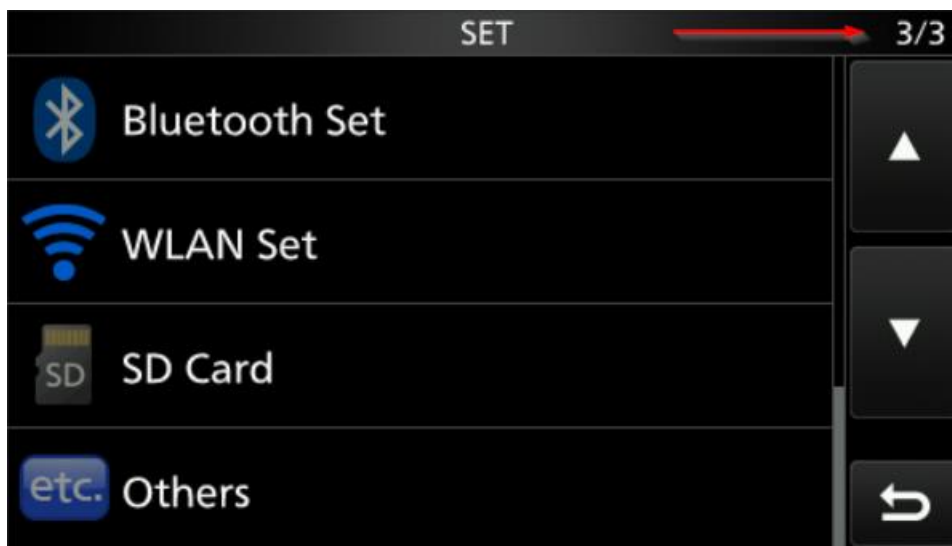 SET 3/3
Bluetooth Set
WLAN Set
SD SD Card
etc. Others